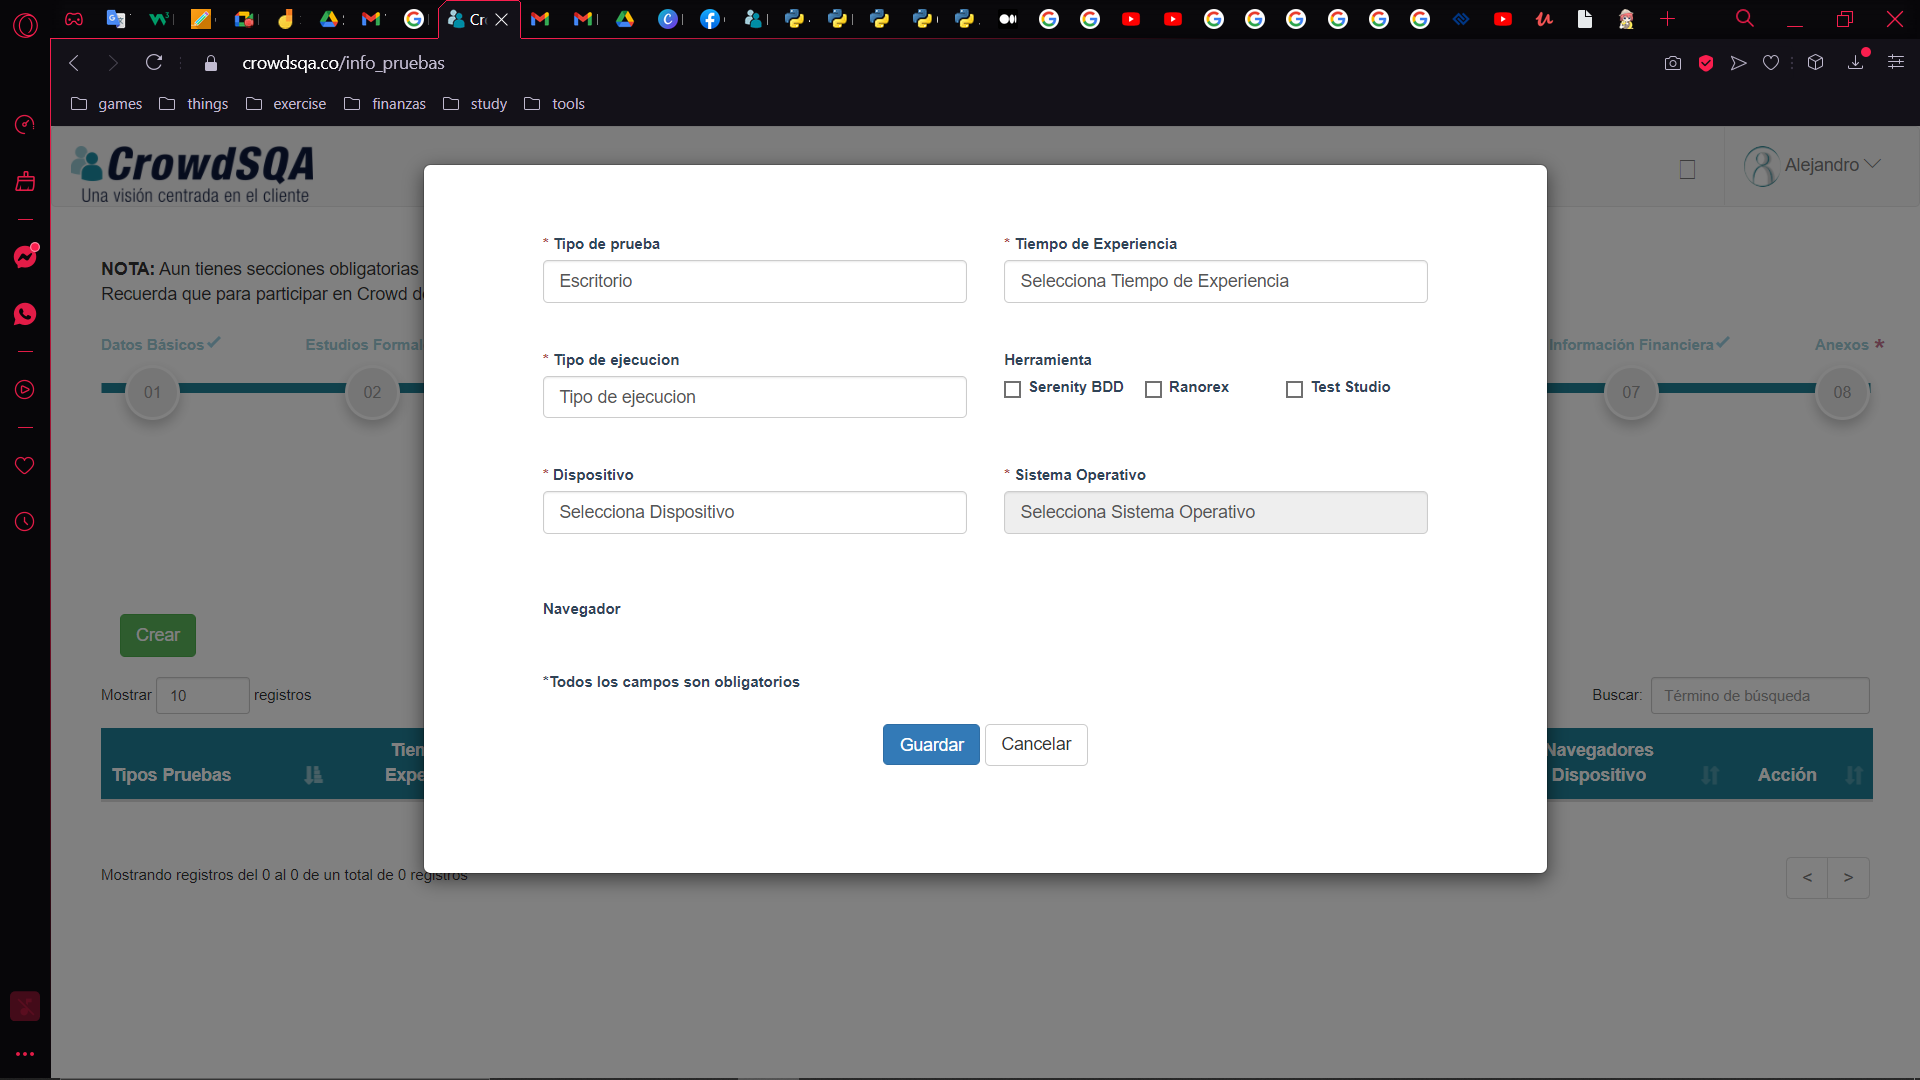 crowdsqa.co/info_pruebas
games things exercise finanzas study tools
CrowdSQA
Una visión centrada en el cliente
Alejandro
NOTA: Aun tienes secciones obligatorias
Recuerda que para participar en Crowd
Datos Básicos
Información Financiera
Anexos *
01
02
07
08
* Tipo de prueba
Escritorio
* Tiempo de Experiencia
Selecciona Tiempo de Experiencia
* Tipo de ejecucion
Tipo de ejecucion
Herramienta
Serenity BDD Ranorex Test Studio
* Dispositivo
Selecciona Dispositivo
* Sistema Operativo
Selecciona Sistema Operativo
Navegador
*Todos los campos son obligatorios
Guardar Cancelar
Crear
Mostrar 10 registros
Buscar: Término de búsqueda
Tipos Pruebas
Navegadores
Dispositivo
Acción
Mostrando registros del 0 al 0 de un total de 0 registros
< >